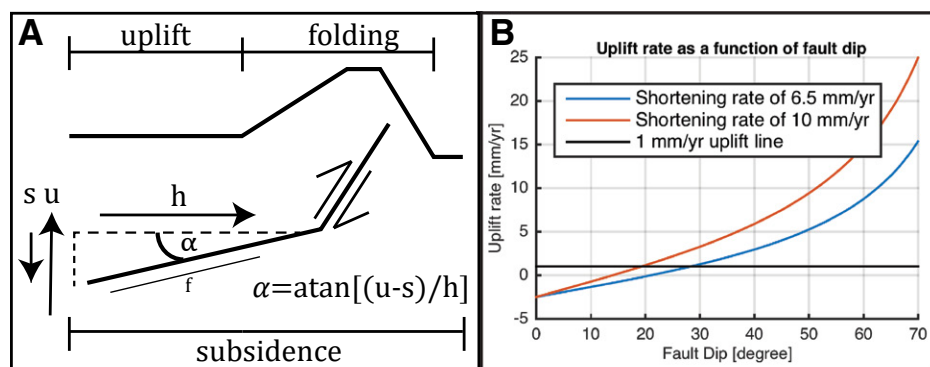 A
uplift
folding
s u
h
α
f
α=atan[(u-s)/h]
subsidence
B
Uplift rate as a function of fault dip
Shortening rate of 6.5 mm/yr
Shortening rate of 10 mm/yr
1 mm/yr uplift line
Uplift rate [mm/yr]
25
20
15
10
5
0
-5
0 10 20 30 40 50 60 70
Fault Dip [degree]